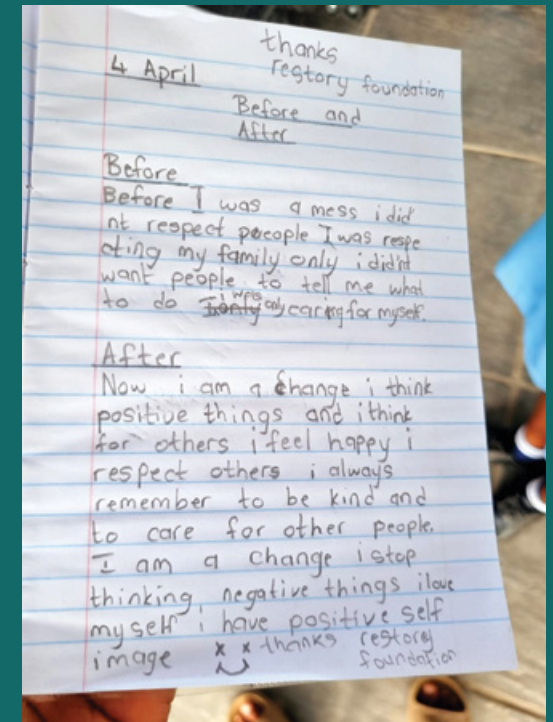 thanks
4 April restory foundation
Before and
After
Before
Before I was a mess i did
nt respect pecople I was respe
cting my family only i didn't
want people to tell me what
to do i was only caring for myself.
After
Now i am a change i think
positive things and i think
for others i feel happy i
respect others i always
remember to be kind and
to care for other people.
I am a change i stop
thinking, negative things i love
myself i have positive self
image x x thanks restory
foundation